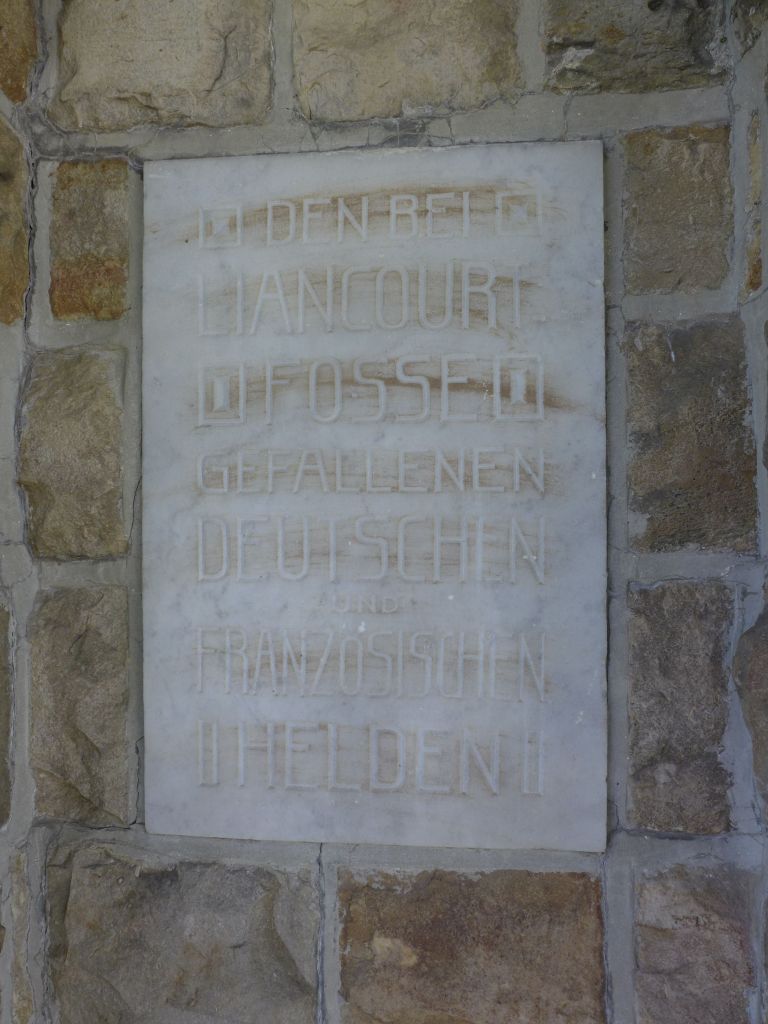 DEN BEI
LIANCOURT
FOSSE
GEFALLENEN
DEUTSCHEN
UND
FRANZÖSISCHEN
HELDEN